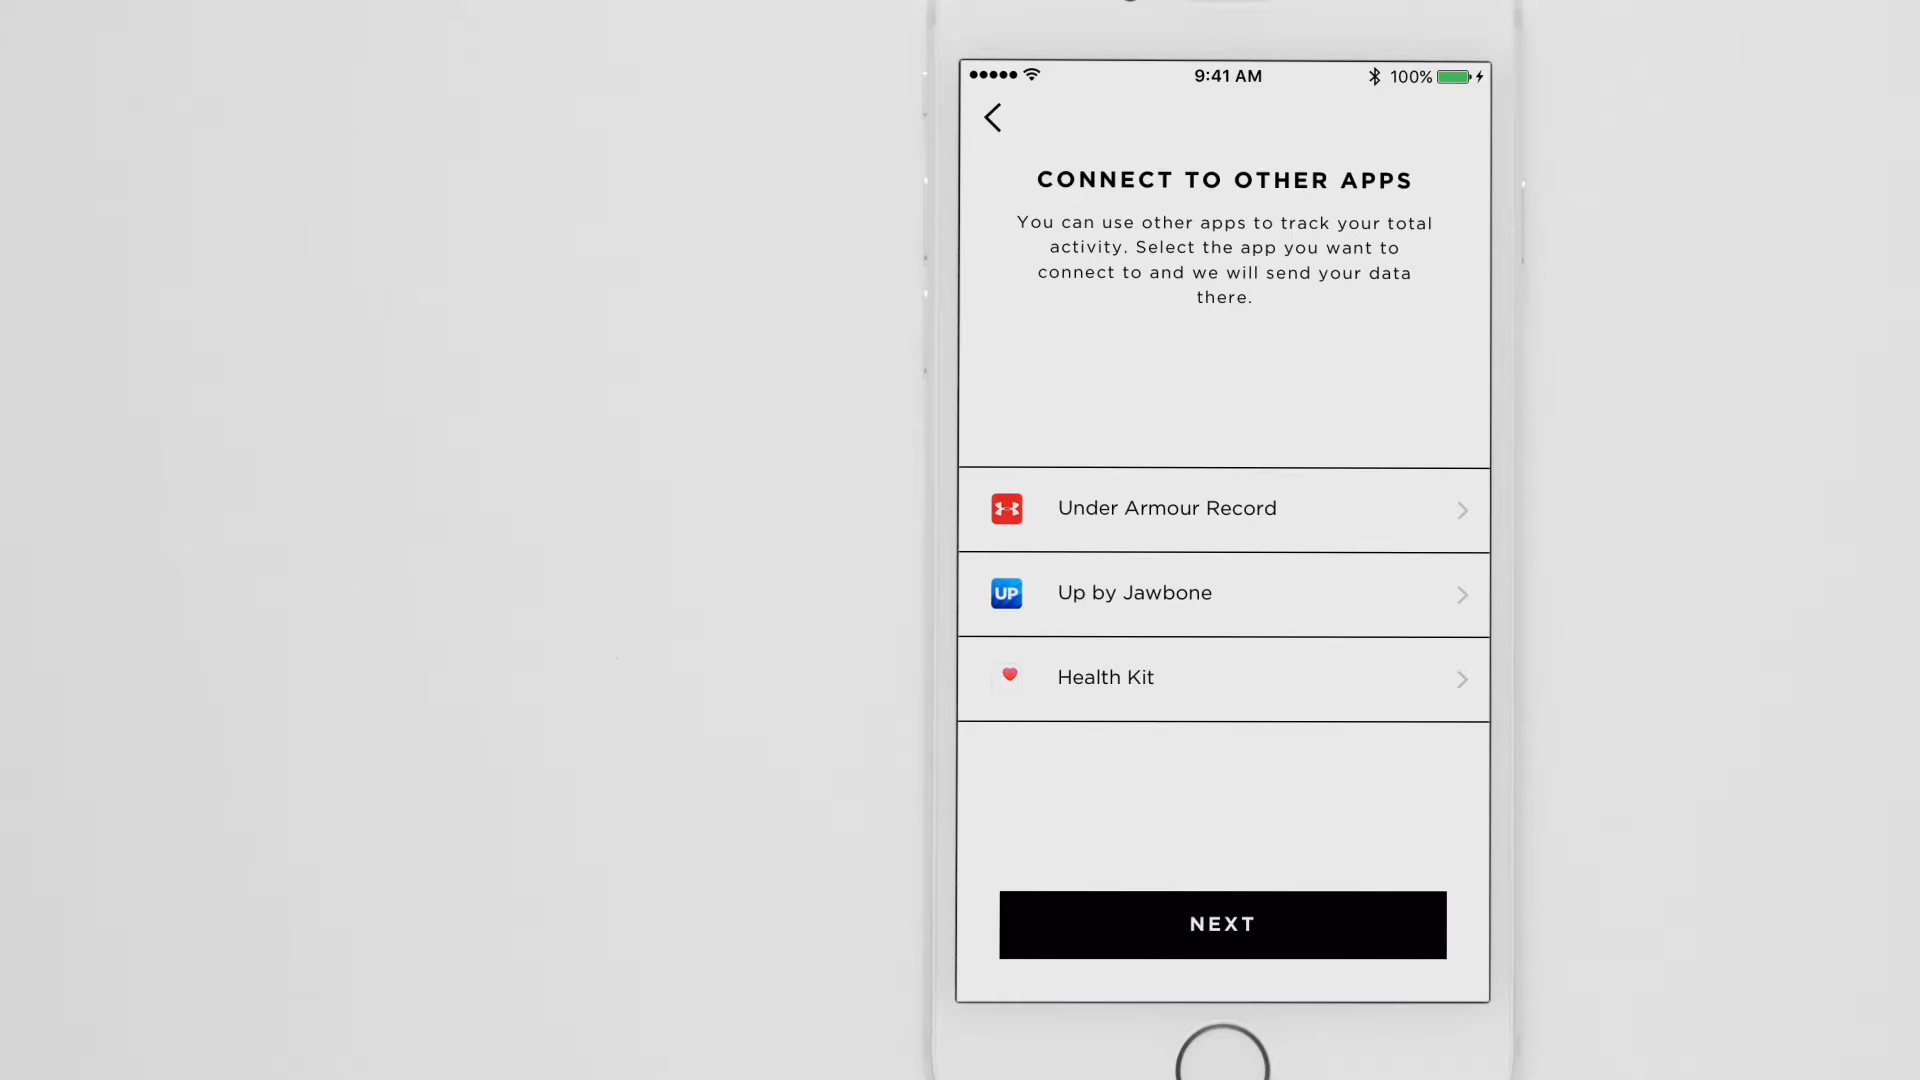 9:41 AM
100%
CONNECT TO OTHER APPS
You can use other apps to track your total
activity. Select the app you want to
connect to and we will send your data
there.
Under Armour Record
UP
Up by Jawbone
Health Kit
NEXT